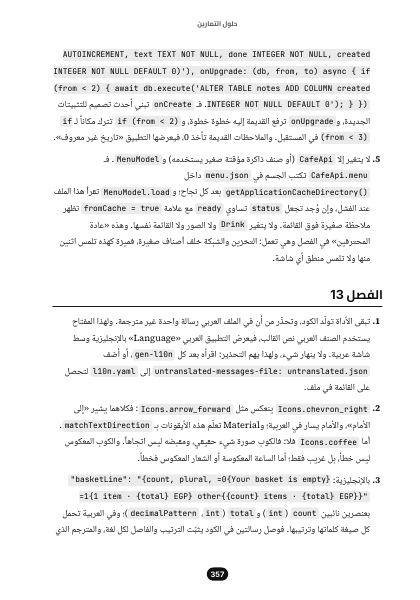 حلول التمارين
AUTOINCREMENT, text TEXT NOT NULL, done INTEGER NOT NULL, created
INTEGER NOT NULL DEFAULT 0)'), onUpgrade: (db, from, to) async { if
(from < 2) { await db.execute('ALTER TABLE notes ADD COLUMN created
INTEGER NOT NULL DEFAULT 0'); } }). فـ onCreate تبني أحدث تصميم للتثبيتات
الجديدة، و onUpgrade ترفع القديمة إليه خطوة خطوة، و if (from < 2) تترك مكاناً لـ if
(from < 3) في المستقبل. والملاحظات القديمة تأخذ 0، فيعرضها التطبيق «تاريخ غير معروف».
5. لا يتغير إلا CafeApi (أو صنف ذاكرة مؤقتة صغير يستخدمه) و MenuModel . فـ
CafeApi.menu تكتب الجسم في menu.json داخل
getApplicationCacheDirectory() بعد كل نجاح؛ و MenuModel.load تقرأ هذا الملف
عند الفشل، وإن وُجد تجعل status تساوي ready مع علامة fromCache = true تظهر
ملاحظة صغيرة فوق القائمة. ولا يتغير Drink ولا الصور ولا القائمة نفسها. وهذه «عادة
المحترفين» في الفصل وهي تعمل: التخزين والشبكة خلف أصناف صغيرة، فميزة كهذه تلمس اثنين
منها ولا تلمس منطق أي شاشة.
الفصل 13
1. تبقى الأداة تولّد الكود، وتحذّر من أن في الملف العربي رسالة واحدة غير مترجمة. ولهذا المفتاح
يستخدم الصنف العربي نص القالب، فيعرض التطبيق العربي «Language» بالإنجليزية وسط
شاشة عربية. ولا ينهار شيء، ولهذا يهم التحذير: اقرأه بعد كل gen-l10n ، أو أضف
untranslated-messages-file: untranslated.json إلى l10n.yaml لتحصل
على القائمة في ملف.
2. Icons.chevron_right ينعكس مثل Icons.arrow_forward : فكلاهما يشير «إلى
الأمام»، والأمام يسار في العربية؛ وMaterial تعلّم هذه الأيقونات بـ matchTextDirection .
أما Icons.coffee فلا: فالكوب صورة شيء حقيقي، ومقبضه ليس اتجاهاً. والكوب المعكوس
ليس خطأ، بل غريب فقط؛ أما الساعة المعكوسة أو الشعار المعكوس فخطأ.
3. بالإنجليزية: "basketLine": "{count, plural, =0{Your basket is empty}
=1{1 item · {total} EGP} other{{count} items · {total} EGP}}"
بعنصرين نائبين count ( int ) و total ( int ، decimalPattern )؛ وفي العربية تحمل
كل صيغة كلماتها وترتيبها. فوصل رسالتين في الكود يثبّت الترتيب والفاصل لكل لغة، والمترجم الذي
357